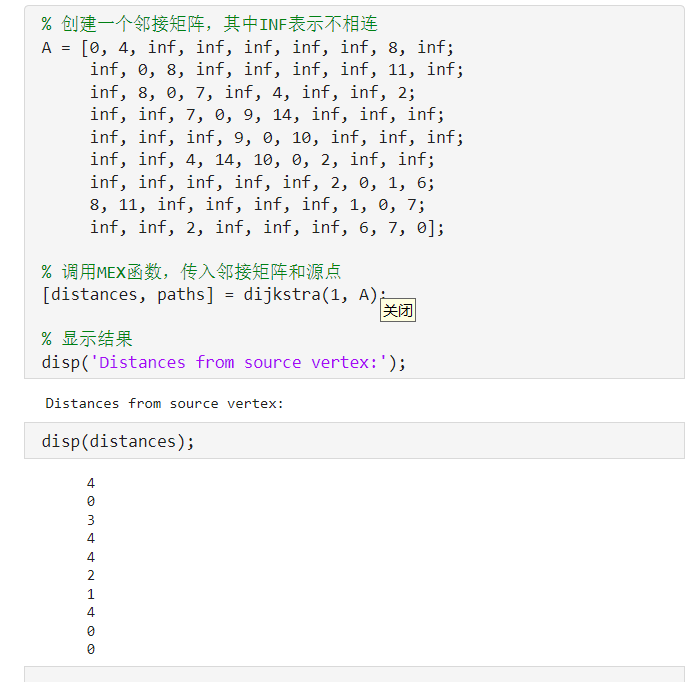 % 创建一个邻接矩阵，其中INF表示不相连
A = [0, 4, inf, inf, inf, inf, inf, 8, inf;
inf, 0, 8, inf, inf, inf, inf, 11, inf;
inf, 8, 0, 7, inf, 4, inf, inf, 2;
inf, inf, 7, 0, 9, 14, inf, inf, inf;
inf, inf, inf, 9, 0, 10, inf, inf, inf;
inf, inf, 4, 14, 10, 0, 2, inf, inf;
inf, inf, inf, inf, inf, 2, 0, 1, 6;
8, 11, inf, inf, inf, inf, 1, 0, 7;
inf, inf, 2, inf, inf, inf, 6, 7, 0];
% 调用MEX函数，传入邻接矩阵和源点
[distances, paths] = dijkstra(1, A);
关闭
% 显示结果
disp('Distances from source vertex:');
Distances from source vertex:
disp(distances);
4
0
3
4
4
2
1
4
0
0